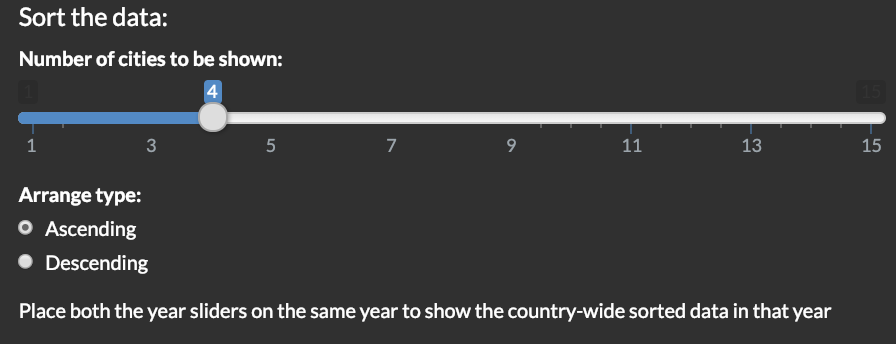 Sort the data:
Number of cities to be shown:
1 4 15
1 3 5 7 9 11 13 15
Arrange type:
Ascending
Descending
Place both the year sliders on the same year to show the country-wide sorted data in that year